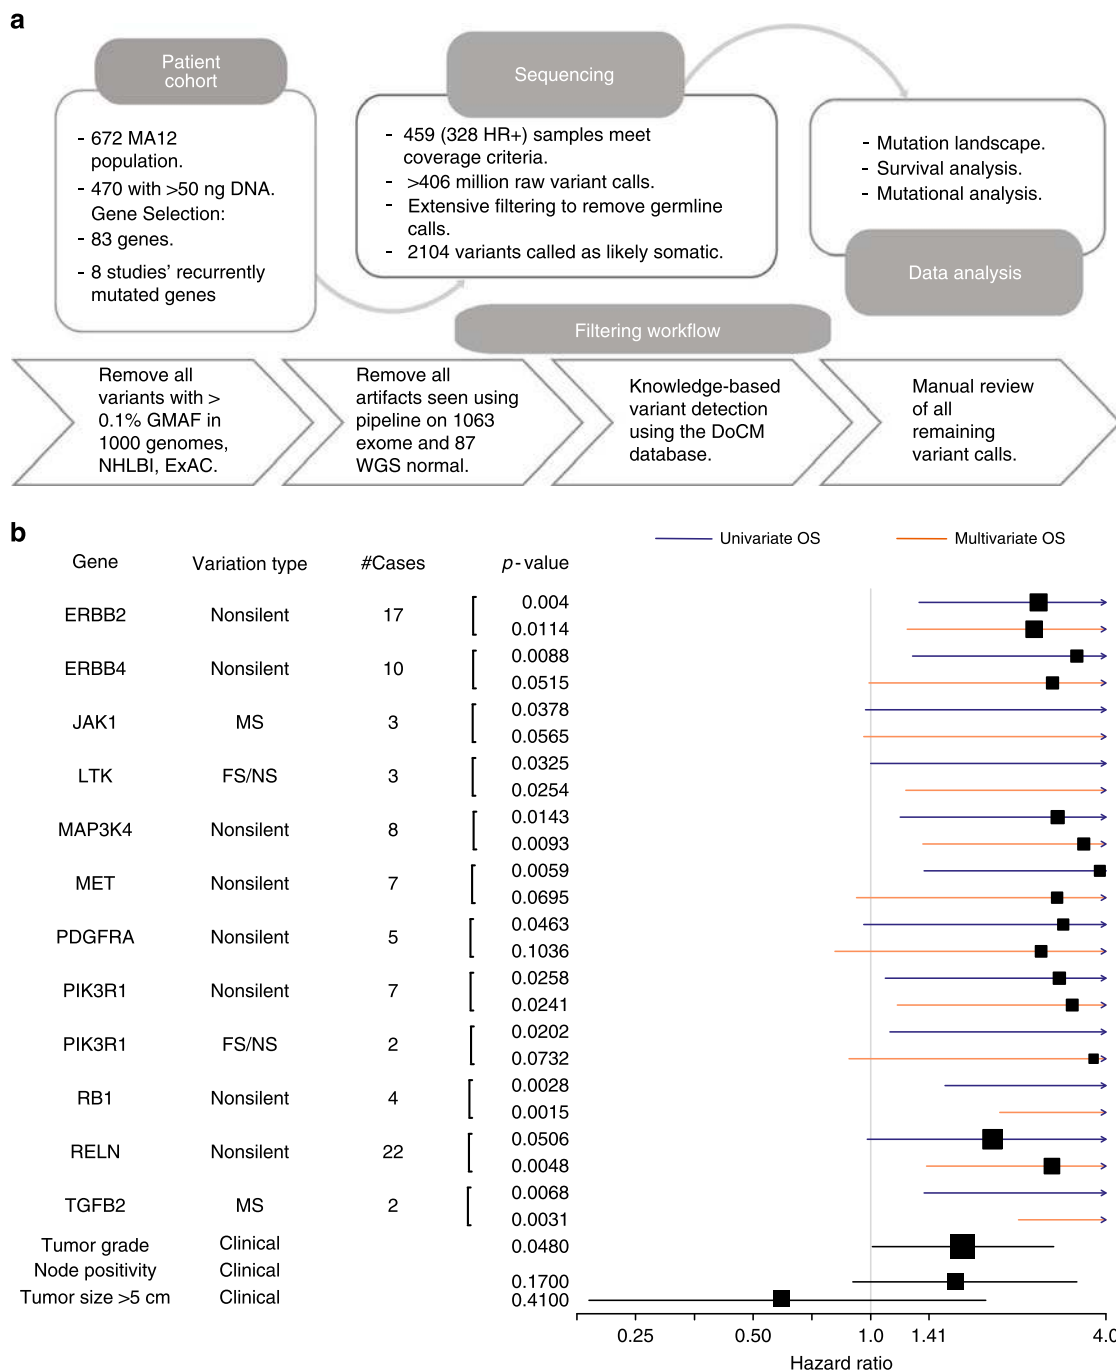 a
Patient
cohort
- 672 MA12
population.
- 470 with >50 ng DNA.
Gene Selection:
- 83 genes.
- 8 studies’ recurrently
mutated genes
Sequencing
- 459 (328 HR+) samples meet
coverage criteria.
- >406 million raw variant calls.
- Extensive filtering to remove germline
calls.
- 2104 variants called as likely somatic.
- Mutation landscape.
- Survival analysis.
- Mutational analysis.
Data analysis
Filtering workflow
Remove all
variants with >
0.1% GMAF in
1000 genomes,
NHLBI, ExAC.
Remove all
artifacts seen using
pipeline on 1063
exome and 87
WGS normal.
Knowledge-based
variant detection
using the DoCM
database.
Manual review
of all
remaining
variant calls.
b
Univariate OS Multivariate OS
Gene Variation type #Cases p-value
ERBB2 Nonsilent 17 0.004
0.0114
ERBB4 Nonsilent 10 0.0088
0.0515
JAK1 MS 3 0.0378
0.0565
LTK FS/NS 3 0.0325
0.0254
MAP3K4 Nonsilent 8 0.0143
0.0093
MET Nonsilent 7 0.0059
0.0695
PDGFRA Nonsilent 5 0.0463
0.1036
PIK3R1 Nonsilent 7 0.0258
0.0241
PIK3R1 FS/NS 2 0.0202
0.0732
RB1 Nonsilent 4 0.0028
0.0015
RELN Nonsilent 22 0.0506
0.0048
TGFB2 MS 2 0.0068
0.0031
Tumor grade Clinical 0.0480
Node positivity Clinical 0.1700
Tumor size >5 cm Clinical 0.4100
0.25 0.50 1.0 1.41 4.0
Hazard ratio